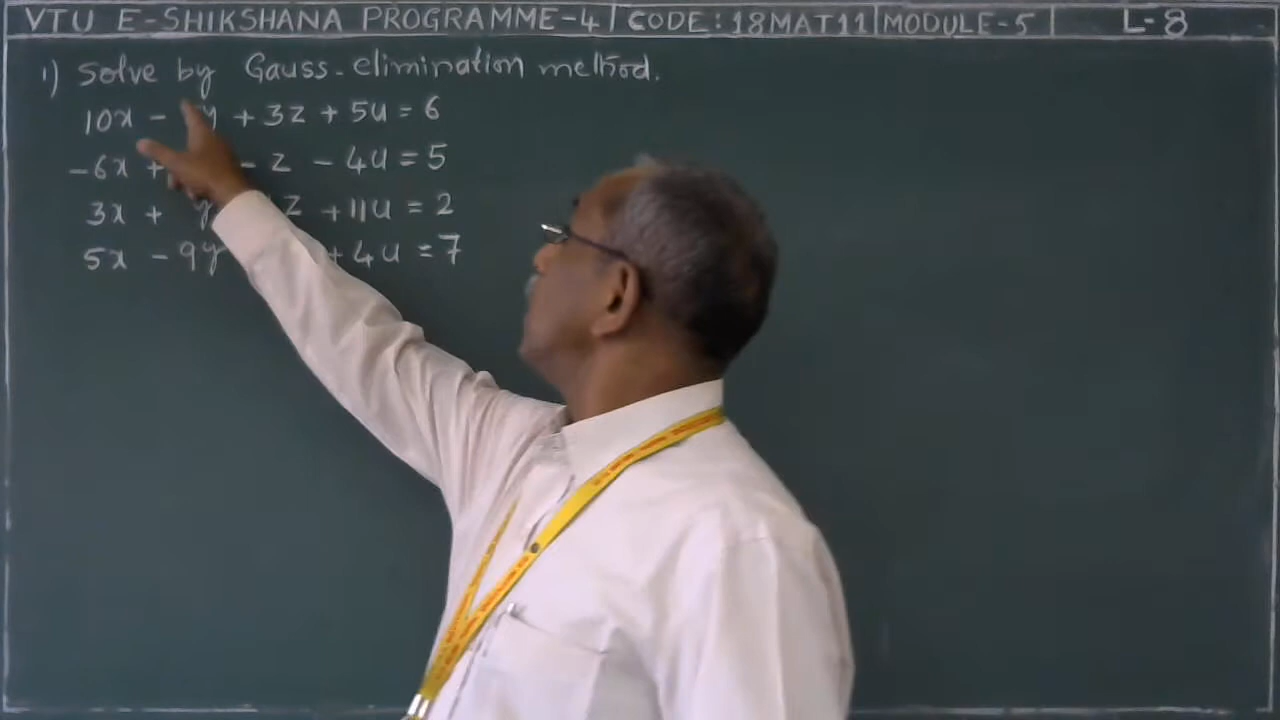 VTU E-SHIKSHANA PROGRAMME-4 | CODE: 18MAT11 | MODULE-5 | L-8
1) Solve by Gauss-elimination method.
10x - y + 3z + 5u = 6
-6x + - z - 4u = 5
3x + y z + 11u = 2
5x - 9y + 4u = 7